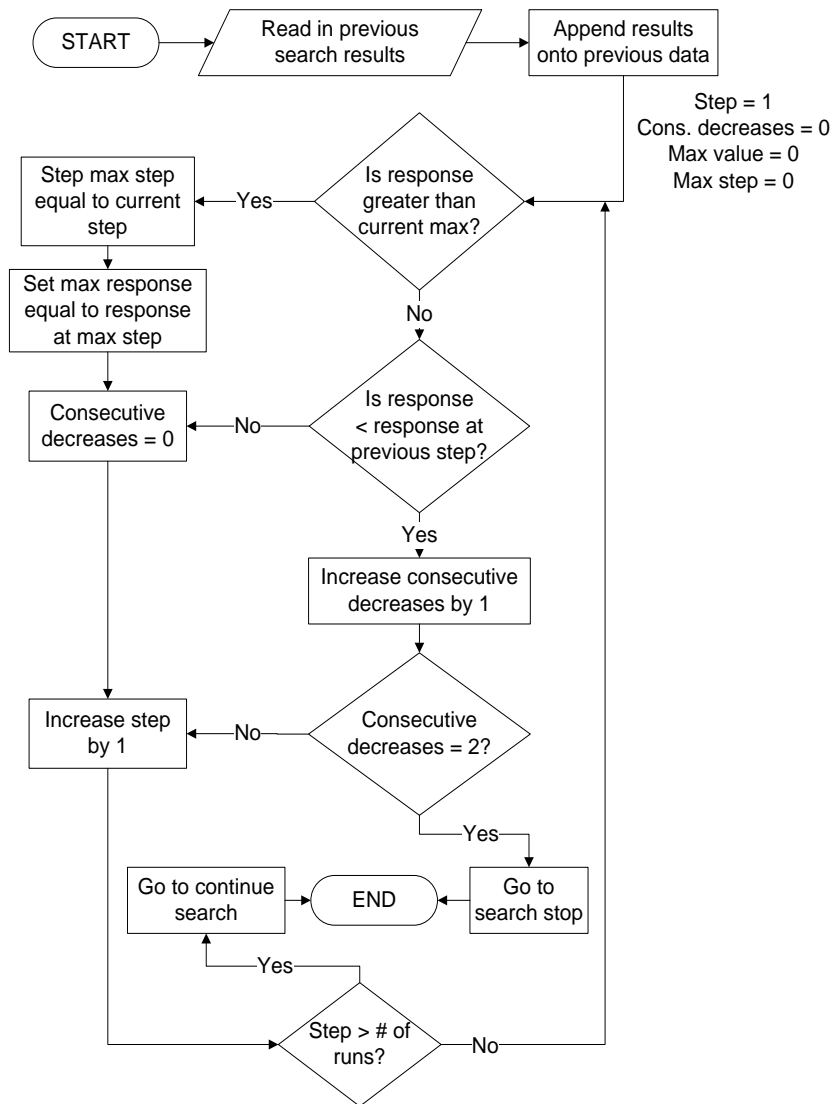 START
Read in previous
search results
Append results
onto previous data
Step = 1
Cons. decreases = 0
Max value = 0
Max step = 0
Is response
greater than
current max?
Yes
Step max step
equal to current
step
Set max response
equal to response
at max step
No
Is response
< response at
previous step?
No
Consecutive
decreases = 0
Yes
Increase consecutive
decreases by 1
Consecutive
decreases = 2?
No
Increase step
by 1
Yes
Go to continue
search
END
Go to
search stop
Yes
Step > # of
runs?
No